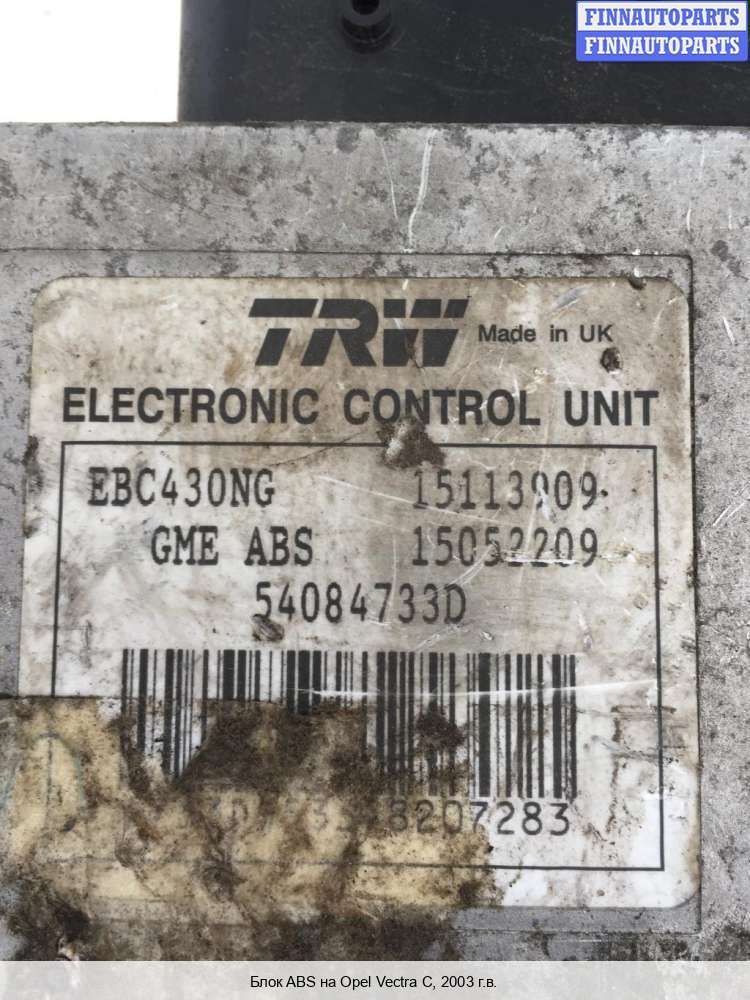 FINNAUTOPARTS
FINNAUTOPARTS
TRW Made in UK
ELECTRONIC CONTROL UNIT
EBC430NG 15113909
GME ABS 15052209
54084733D
8207283
Блок ABS на Opel Vectra C, 2003 г.в.